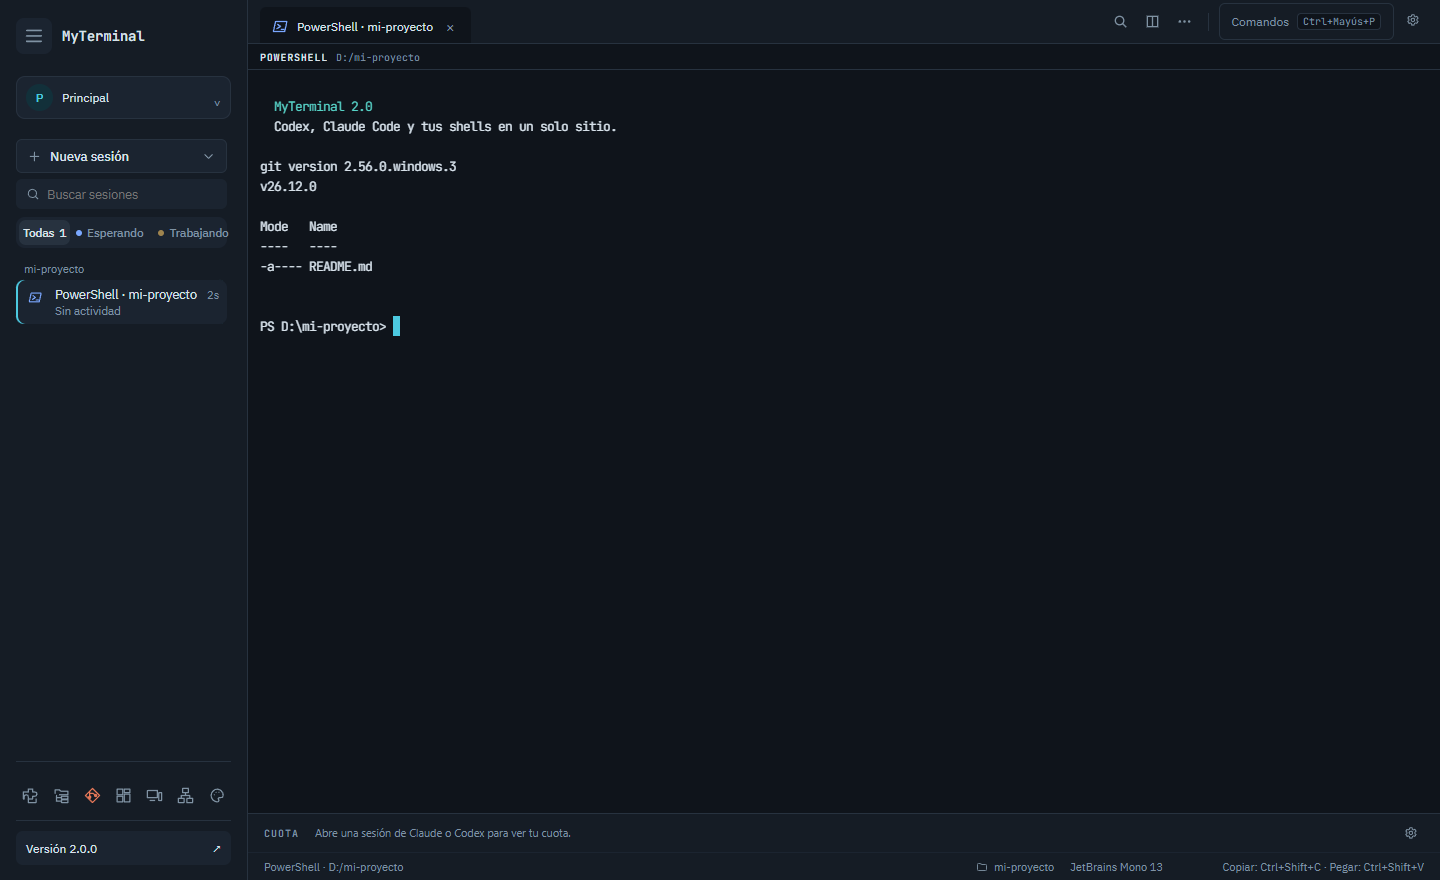 MyTerminal
P Principal
Nueva sesión
Buscar sesiones
Todas 1 Esperando Trabajando
mi-proyecto
PowerShell · mi-proyecto 2s
Sin actividad
Versión 2.0.0
PowerShell · mi-proyecto
Comandos Ctrl+Mayús+P
POWERSHELL D:/mi-proyecto
MyTerminal 2.0
Codex, Claude Code y tus shells en un solo sitio.
git version 2.56.0.windows.3
v26.12.0
Mode Name
---- ----
-a---- README.md
PS D:\mi-proyecto>
CUOTA Abre una sesión de Claude o Codex para ver tu cuota.
PowerShell · D:/mi-proyecto mi-proyecto JetBrains Mono 13 Copiar: Ctrl+Shift+C · Pegar: Ctrl+Shift+V